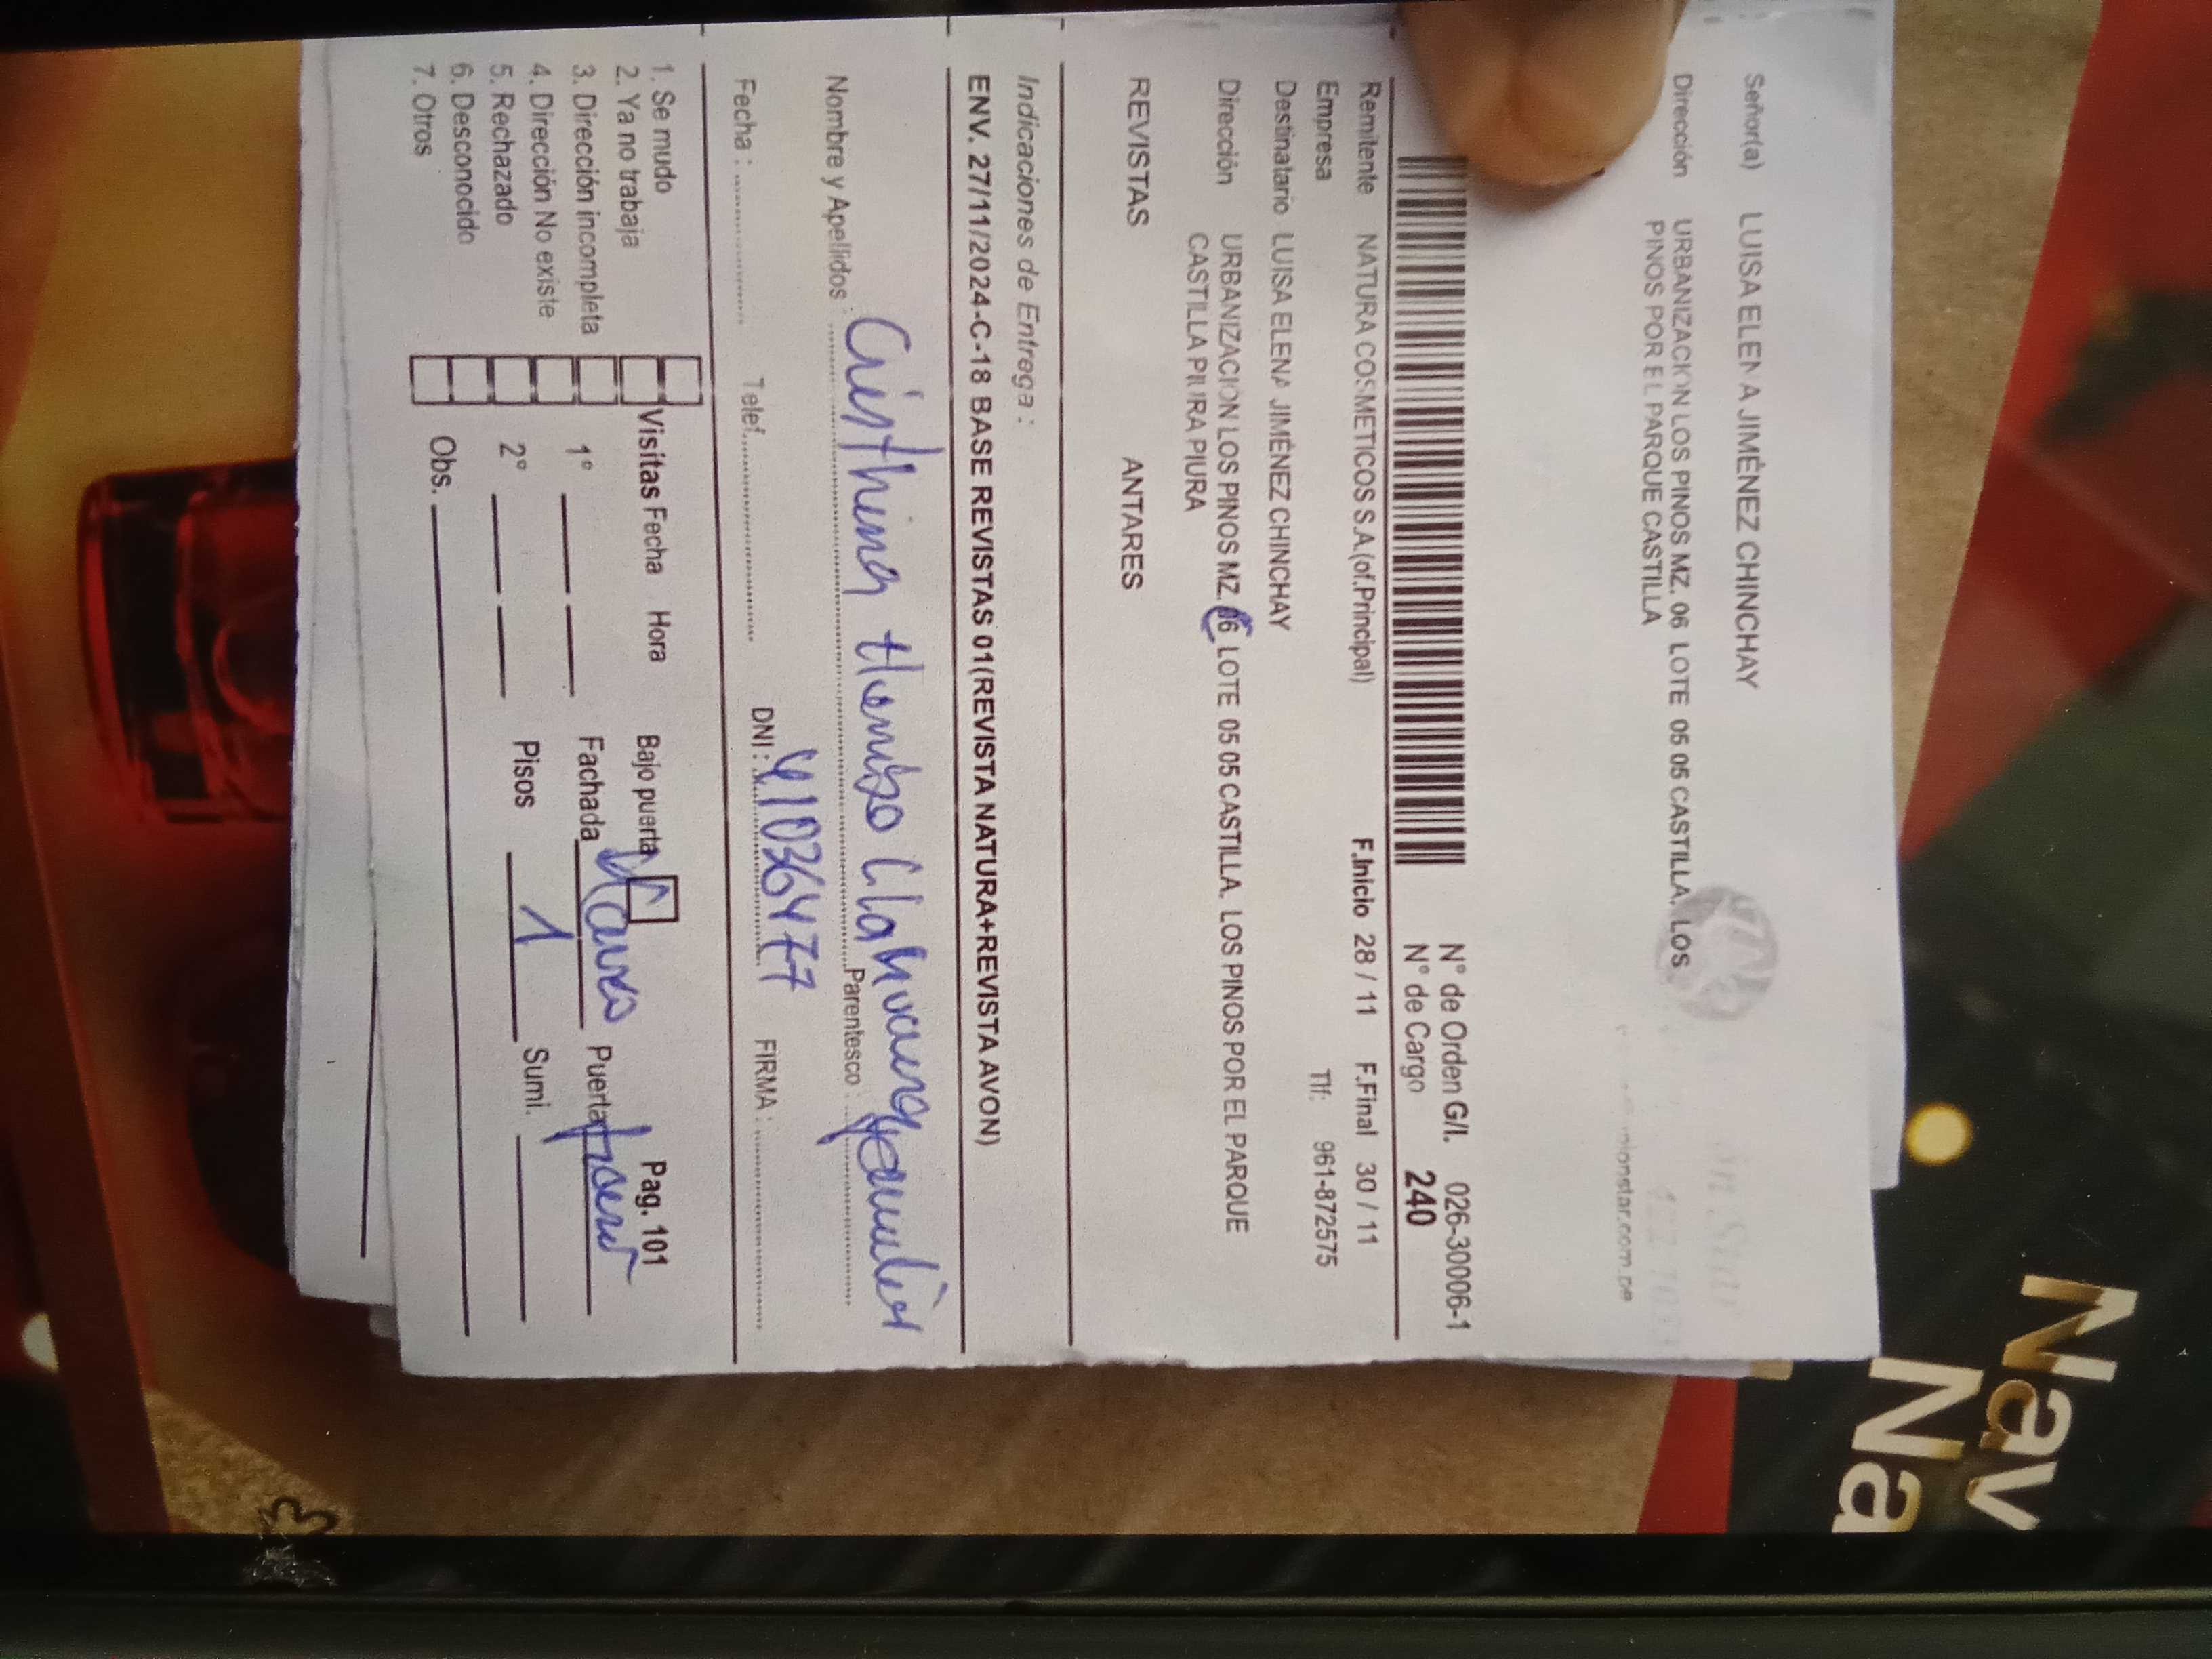 Señor(a) LUISA ELENA JIMÉNEZ CHINCHAY
Dirección URBANIZACION LOS PINOS MZ. 06 LOTE 05 05 CASTILLA. LOS
PINOS POR EL PARQUE CASTILLA
N° de Orden G/I. 026-30006-1
N° de Cargo 240
Remitente NATURA COSMETICOS S.A.(of.Principal) F.Inicio 28 / 11 F.Final 30 / 11
Empresa Tlf: 961-872575
Destinatario LUISA ELENA JIMÉNEZ CHINCHAY
Dirección URBANIZACION LOS PINOS MZ. 06 LOTE 05 05 CASTILLA. LOS PINOS POR EL PARQUE
CASTILLA PIURA PIURA
REVISTAS ANTARES
Indicaciones de Entrega :
ENV. 27/11/2024-C-18 BASE REVISTAS 01(REVISTA NATURA+REVISTA AVON)
Nombre y Apellidos : Parentesco :
Fecha : Telef. DNI : 41036477 FIRMA :
1. Se mudo
2. Ya no trabaja
3. Dirección incompleta
4. Dirección No existe
5. Rechazado
6. Desconocido
7. Otros
Visitas Fecha Hora
1°
2°
Obs.
Bajo puerta Pag. 101
Fachada Puerta
Pisos 1 Sumi.
Nav
Na